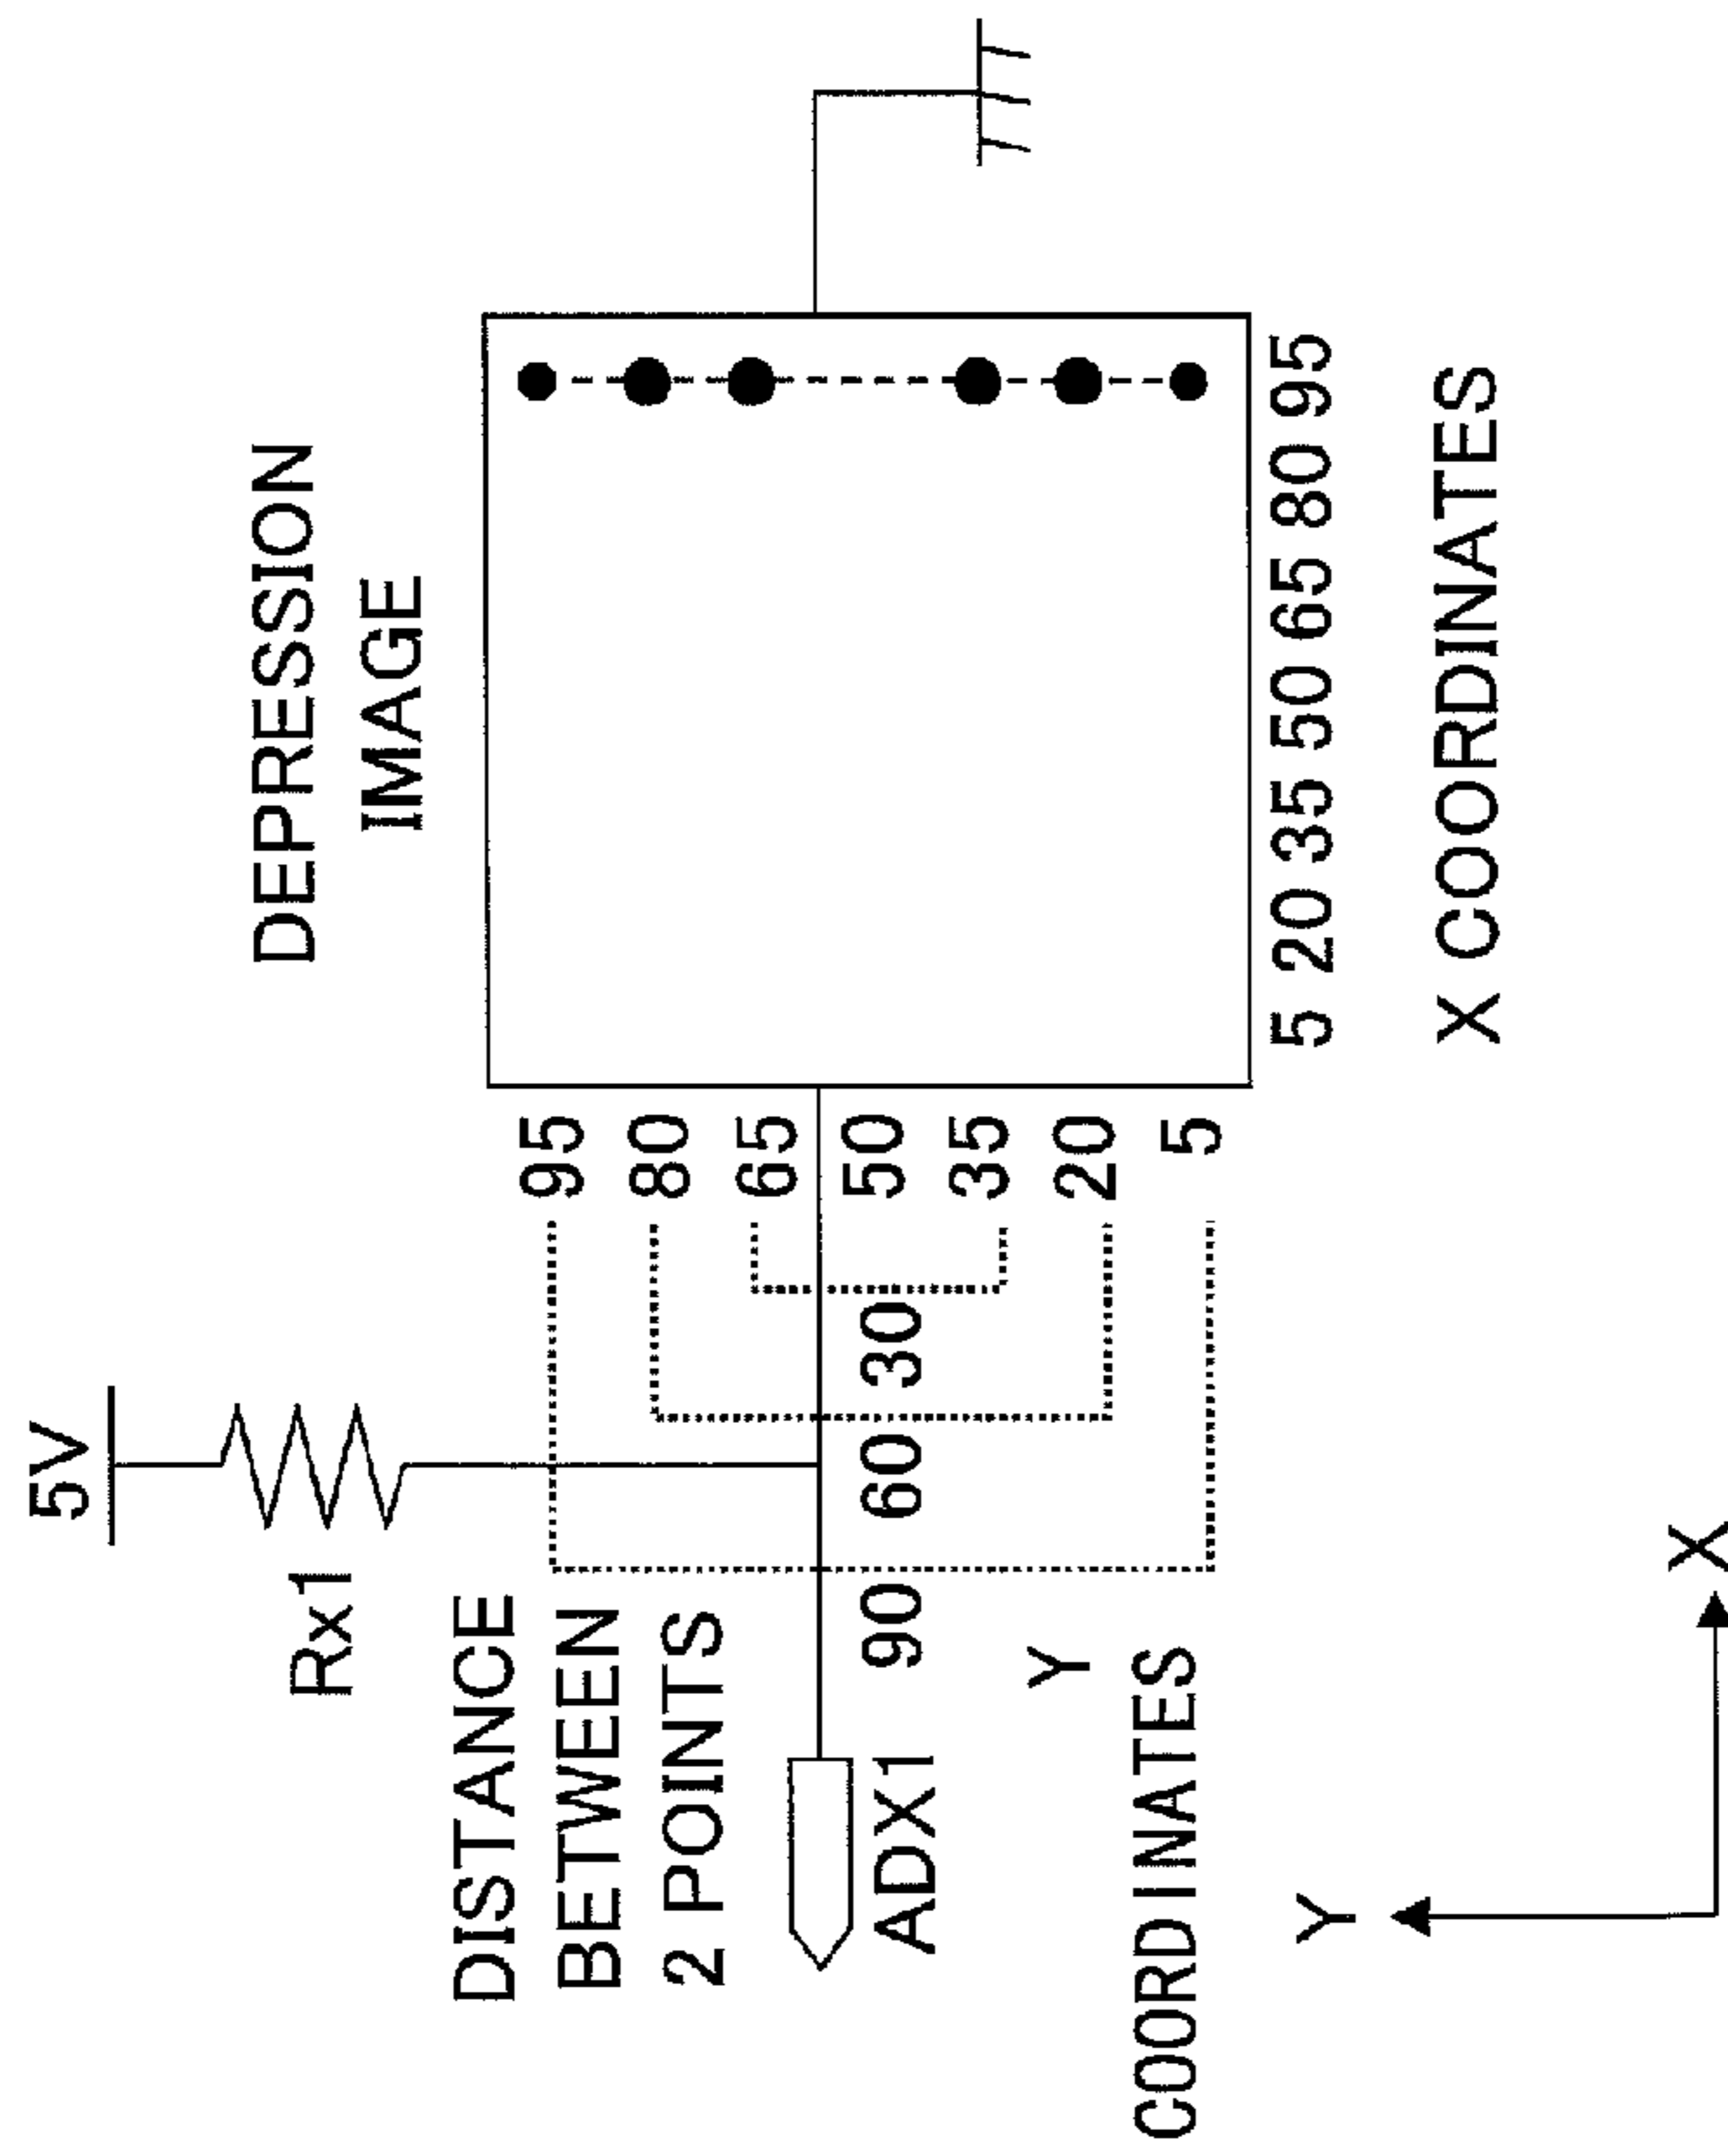 5V
Rx1
DEPRESSION
IMAGE
DISTANCE
BETWEEN
2 POINTS
95
80
65
50
35
20
5
90 60 30
ADX1
Y
COORDINATES
5 20 35 50 65 80 95
X COORDINATES
Y
X